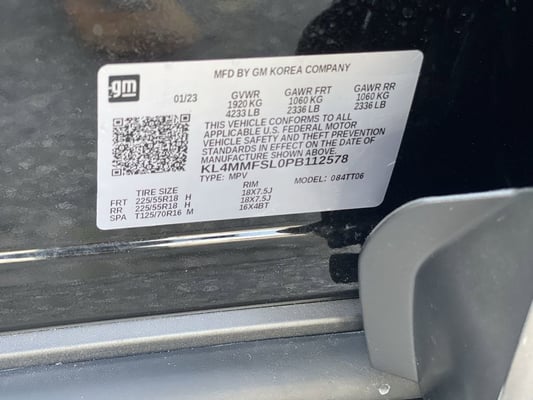 gm
MFD BY GM KOREA COMPANY
01/23 GVWR GAWR FRT GAWR RR
1920 KG 1060 KG 1060 KG
4233 LB 2336 LB 2336 LB
THIS VEHICLE CONFORMS TO ALL
APPLICABLE U.S. FEDERAL MOTOR
VEHICLE SAFETY AND THEFT PREVENTION
STANDARDS IN EFFECT ON THE DATE OF
MANUFACTURE SHOWN ABOVE.
KL4MMFSL0PB112578
TYPE: MPV MODEL: 084TT06
TIRE SIZE RIM
FRT 225/55R18 H 18X7.5J
RR 225/55R18 H 18X7.5J
SPA T125/70R16 M 16X4BT